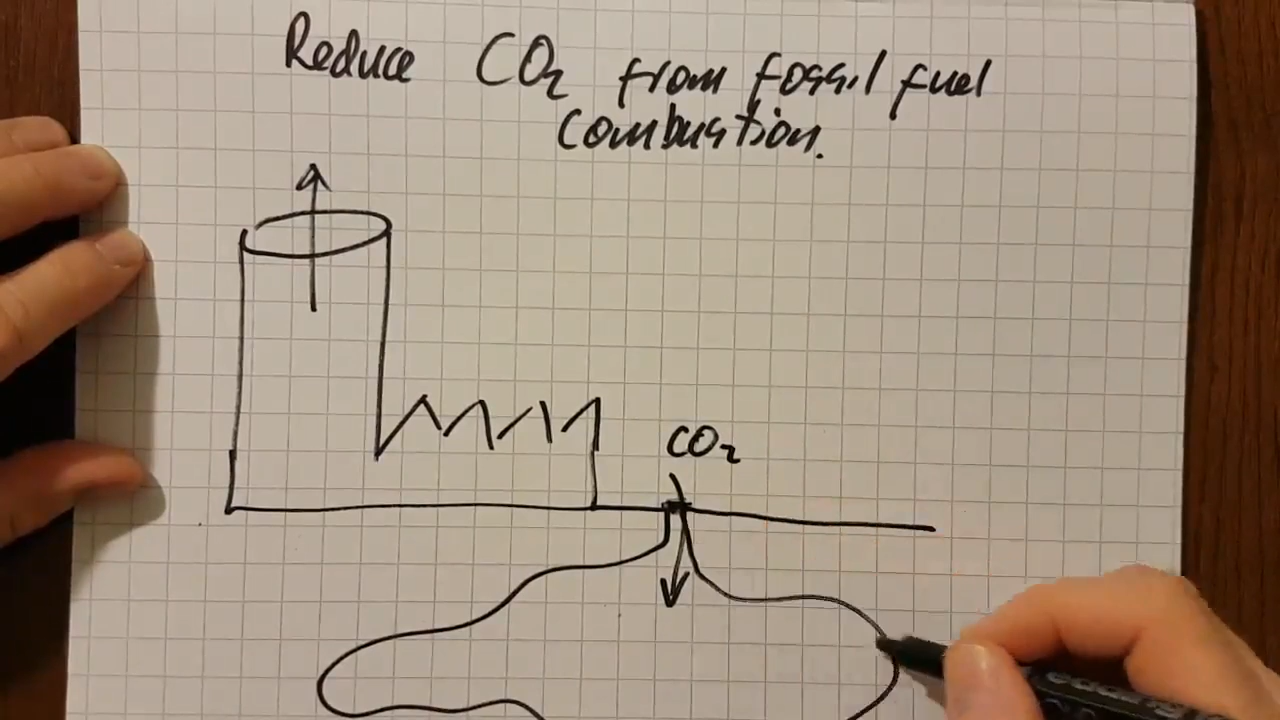 Reduce CO₂ from fossil fuel
combustion.
CO₂